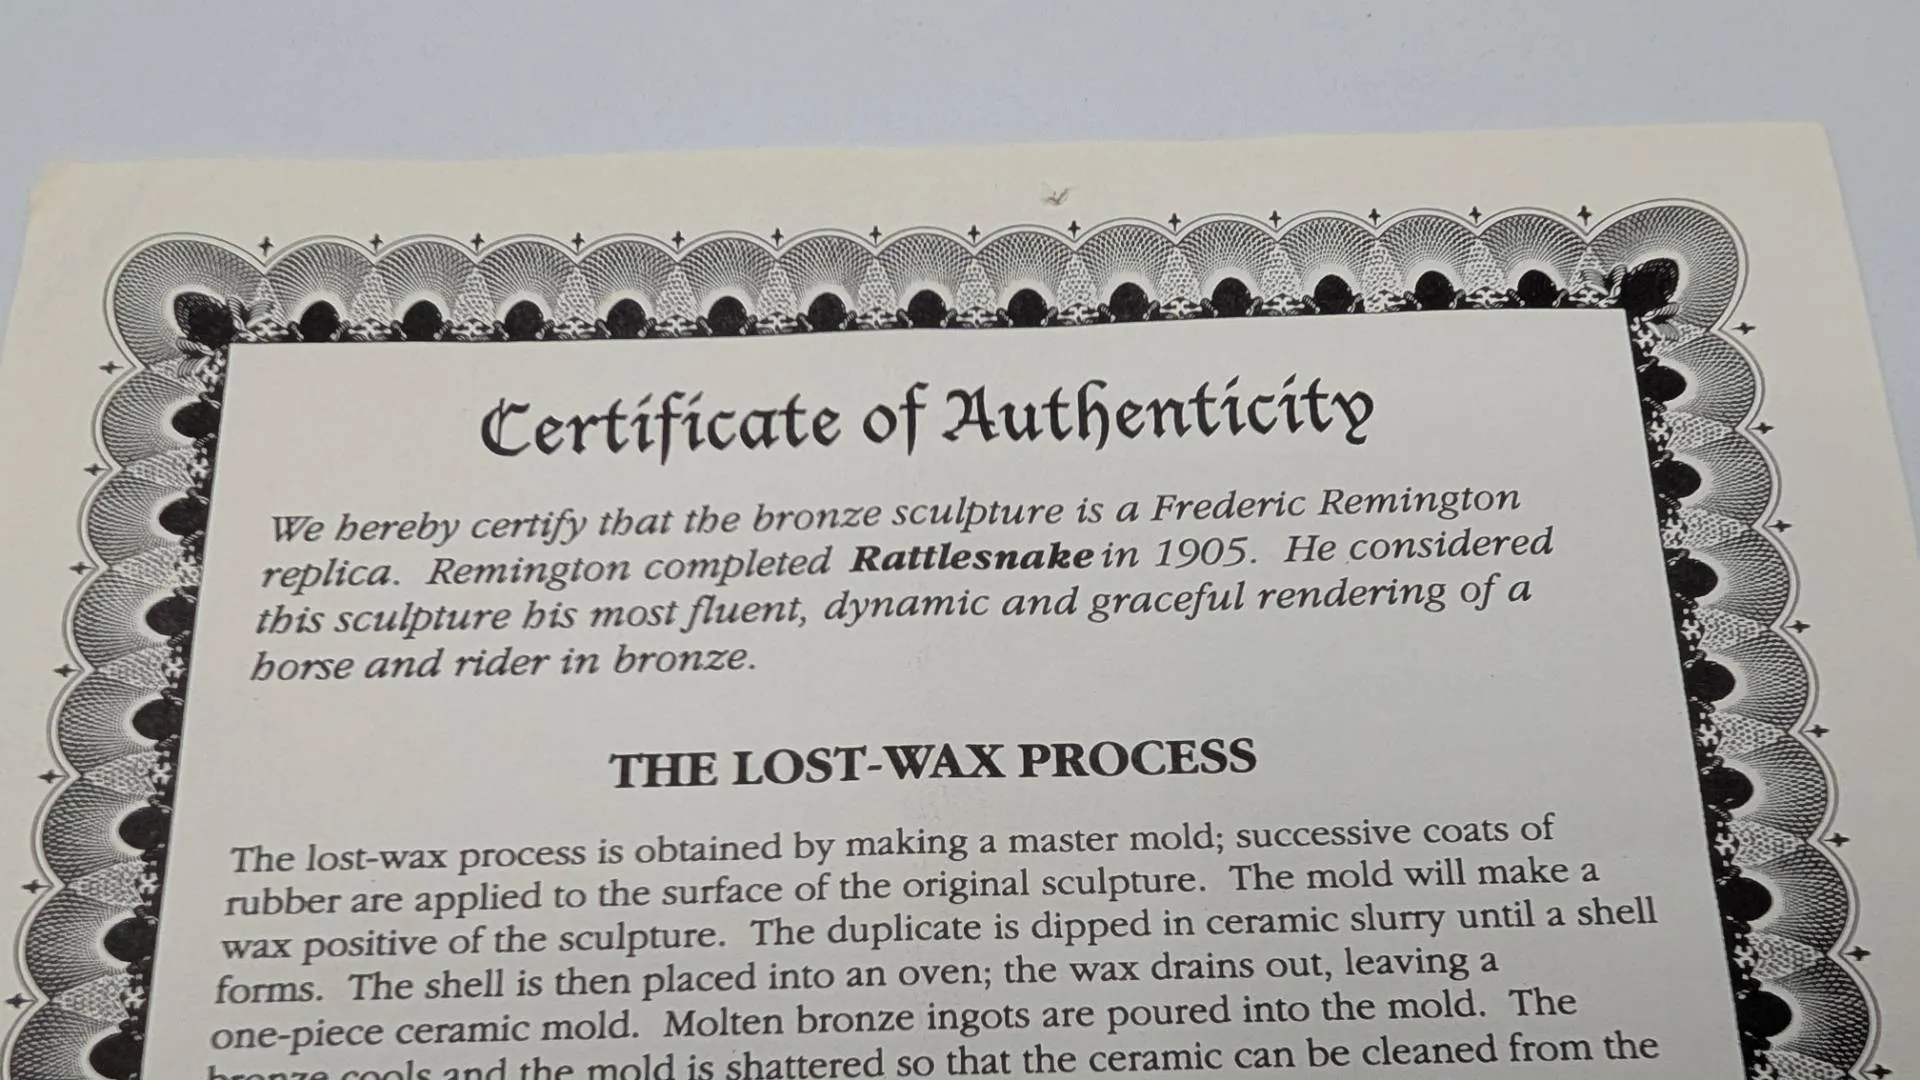 Certificate of Authenticity
We hereby certify that the bronze sculpture is a Frederic Remington
replica. Remington completed Rattlesnake in 1905. He considered
this sculpture his most fluent, dynamic and graceful rendering of a
horse and rider in bronze.
THE LOST-WAX PROCESS
The lost-wax process is obtained by making a master mold; successive coats of
rubber are applied to the surface of the original sculpture. The mold will make a
wax positive of the sculpture. The duplicate is dipped in ceramic slurry until a shell
forms. The shell is then placed into an oven; the wax drains out, leaving a
one-piece ceramic mold. Molten bronze ingots are poured into the mold. The
bronze cools and the mold is shattered so that the ceramic can be cleaned from the